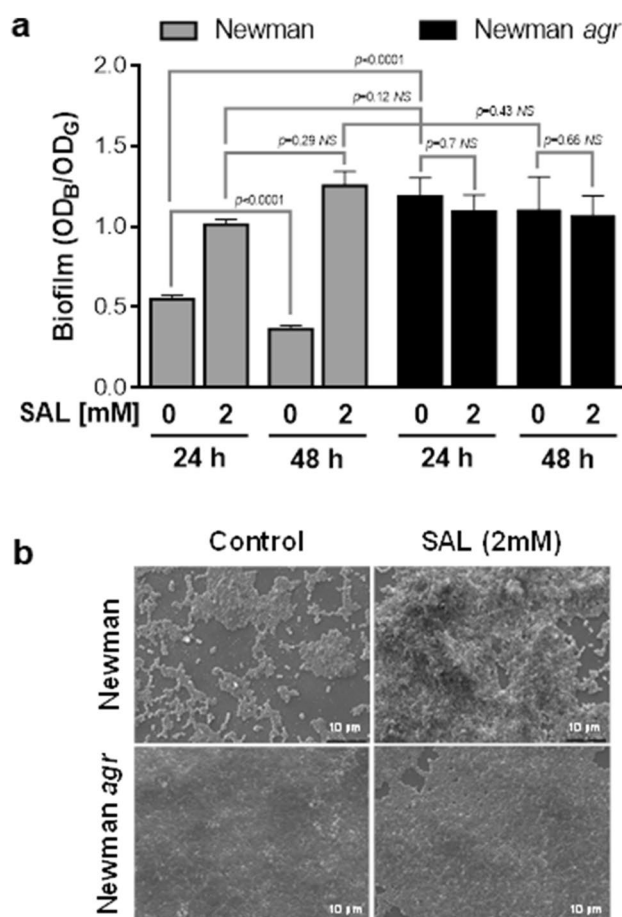 a
Newman Newman agr
Biofilm (ODB/ODG)
2.0
1.5
1.0
0.5
0.0
p<0.0001
p=0.12 NS
p=0.29 NS
p=0.43 NS
p<0.0001
p=0.7 NS
p=0.66 NS
SAL [mM] 0 2 0 2 0 2 0 2
24 h 48 h 24 h 48 h
b
Control SAL (2mM)
Newman
10 µm 10 µm
Newman agr
10 µm 10 µm